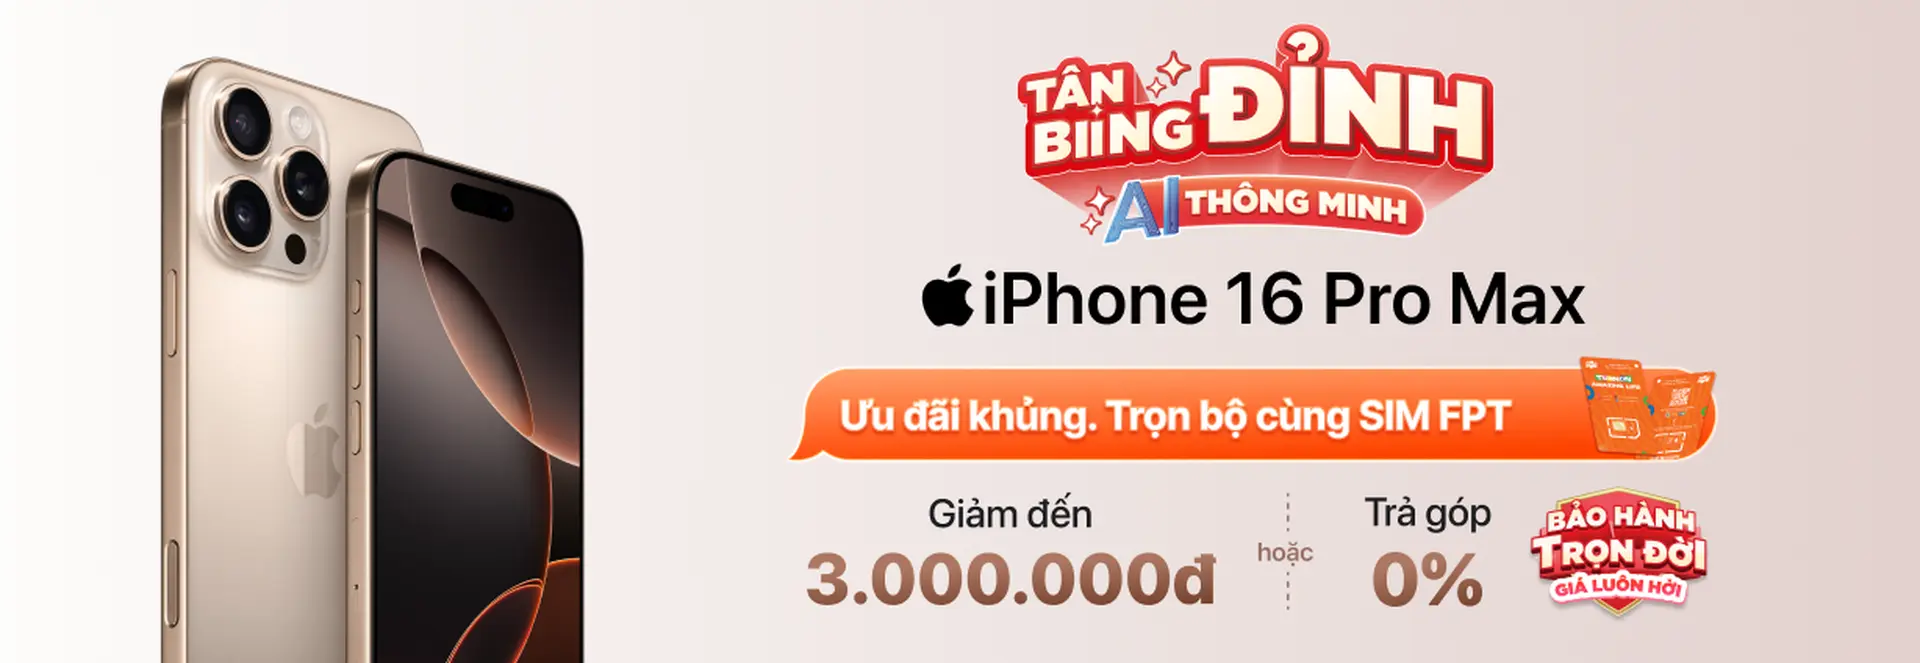 TÂN
BIING ĐỈNH
AI THÔNG MINH
iPhone 16 Pro Max
Ưu đãi khủng. Trọn bộ cùng SIM FPT
Giảm đến
3.000.000đ
hoặc
Trả góp
0%
BẢO HÀNH
TRỌN ĐỜI
GIÁ LUÔN HỜI